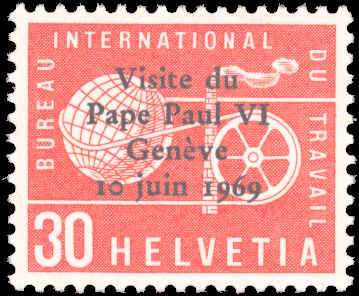 BUREAU INTERNATIONAL DU TRAVAIL
Visite du
Pape Paul VI
Genève
10 juin 1969
30 HELVETIA